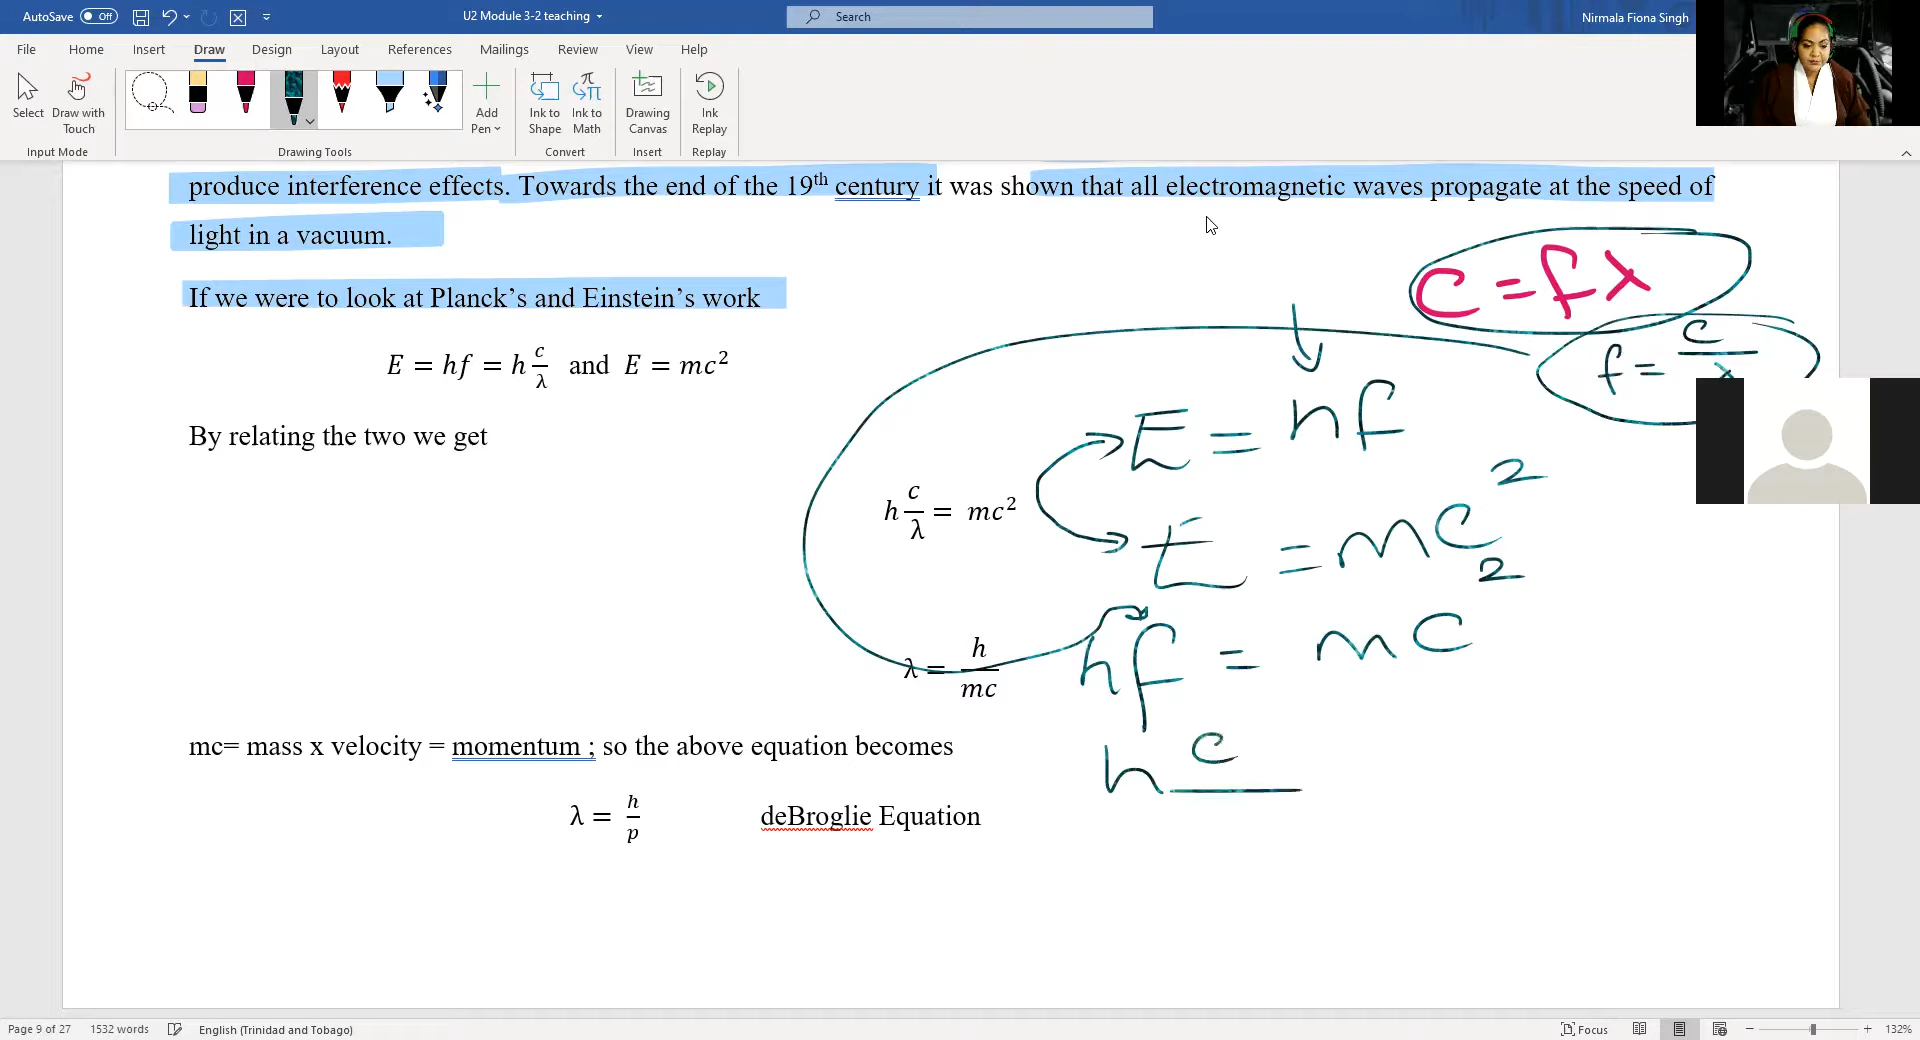 AutoSave Off U2 Module 3-2 teaching Search Nirmala Fiona Singh
File Home Insert Draw Design Layout References Mailings Review View Help
Select Draw with Touch Add Pen Ink to Shape Ink to Math Drawing Canvas Ink Replay
Input Mode Drawing Tools Convert Insert Replay
produce interference effects. Towards the end of the 19th century it was shown that all electromagnetic waves propagate at the speed of
light in a vacuum.
c = fλ
If we were to look at Planck's and Einstein's work
f = c/λ
E = hf = h c/λ and E = mc²
E = hf
By relating the two we get
h c/λ = mc²
E = mc²
hf = mc²
λ = h/mc
mc= mass x velocity = momentum ; so the above equation becomes
h c
λ = h/p deBroglie Equation
Page 9 of 27 1532 words English (Trinidad and Tobago) Focus 132%